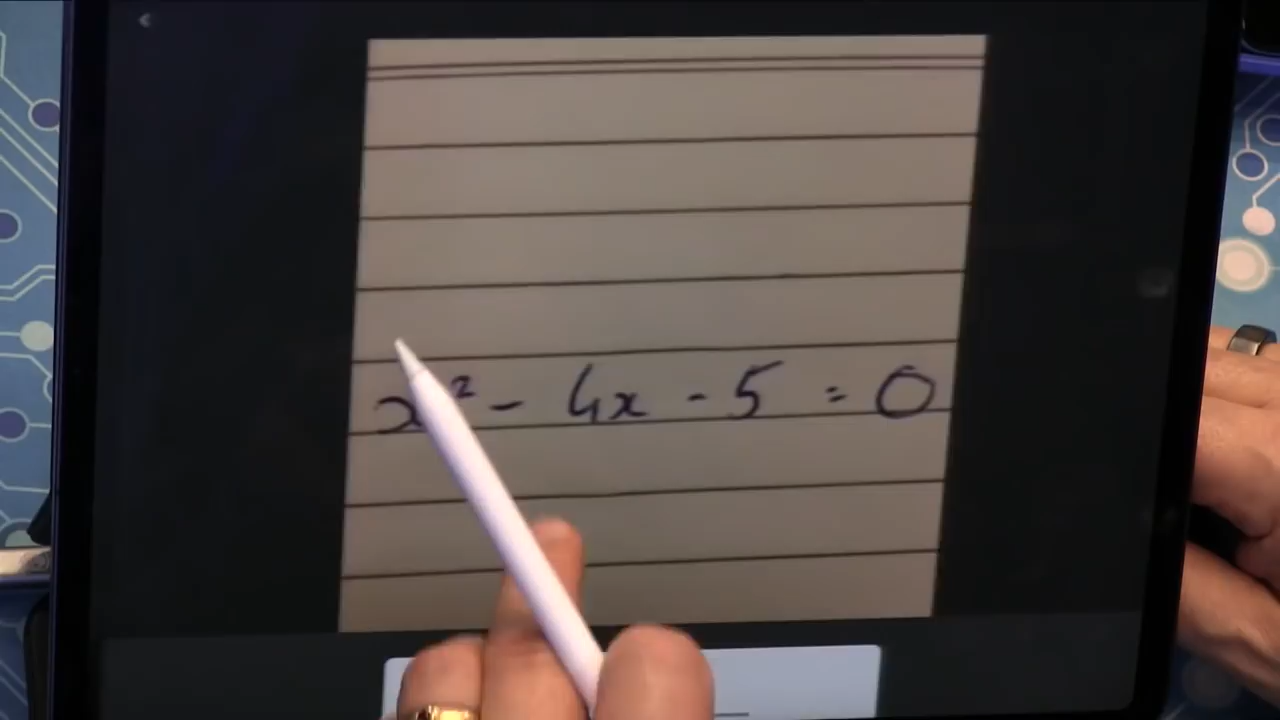 x² - 4x - 5 = 0